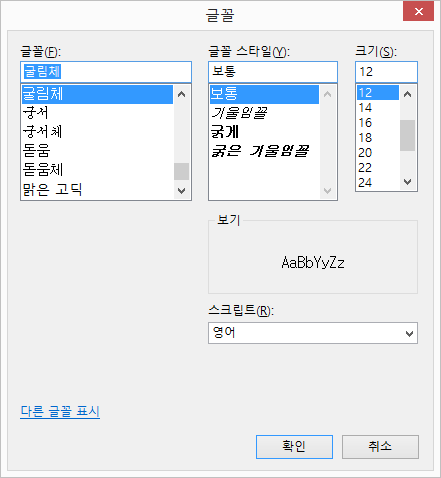 글꼴
글꼴(F):
굴림체
굴림체
궁서
궁서체
돋움
돋움체
맑은 고딕
글꼴 스타일(Y):
보통
보통
기울임꼴
굵게
굵은 기울임꼴
크기(S):
12
12
14
16
18
20
22
24
보기
AaBbYyZz
스크립트(R):
영어
다른 글꼴 표시
확인
취소